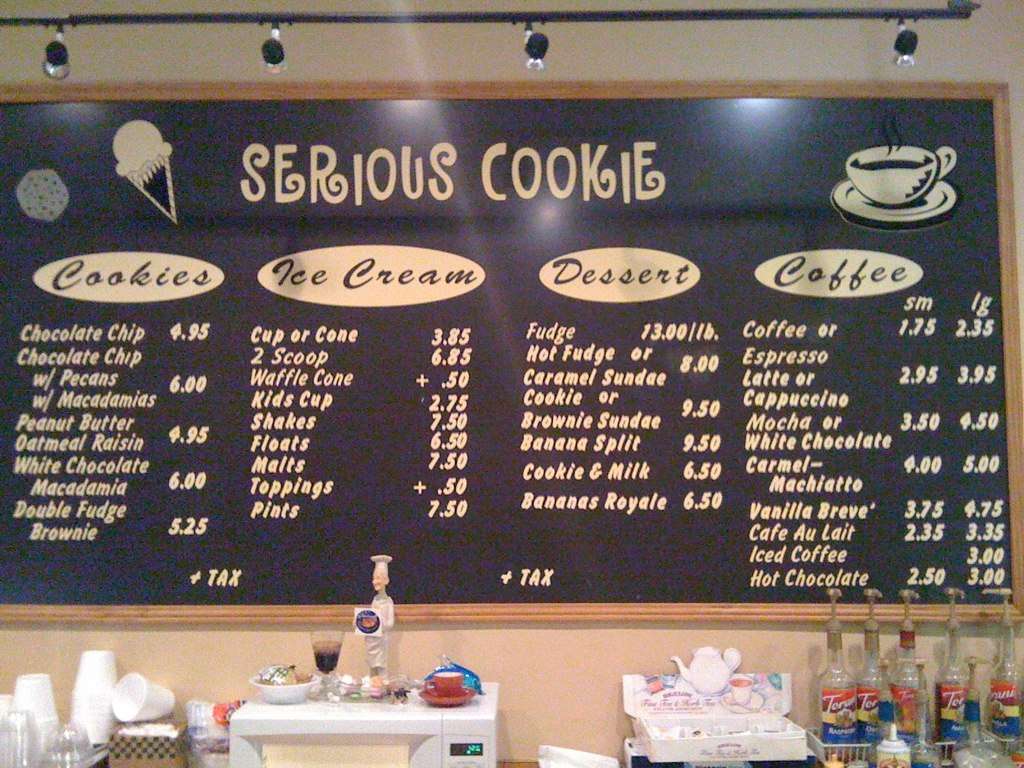 SERIOUS COOKIE
Cookies
Chocolate Chip 4.95
Chocolate Chip
w/ Pecans
6.00
w/ Macadamias
Peanut Butter
4.95
Oatmeal Raisin
White Chocolate
6.00
Macadamia
Double Fudge
5.25
Brownie
+ TAX
Ice Cream
Cup or Cone 3.85
2 Scoop 6.85
Waffle Cone + .50
Kids Cup 2.75
Shakes 7.50
Floats 6.50
Malts 7.50
Toppings + .50
Pints 7.50
Dessert
Fudge 13.00/lb.
Hot Fudge or
8.00
Caramel Sundae
Cookie or
9.50
Brownie Sundae
Banana Split 9.50
Cookie & Milk 6.50
Bananas Royale 6.50
+ TAX
Coffee
sm lg
Coffee or 1.75 2.35
Espresso
Latte or 2.95 3.95
Cappuccino
Mocha or 3.50 4.50
White Chocolate
Carmel- 4.00 5.00
Machiatto
Vanilla Breve' 3.75 4.75
Cafe Au Lait 2.35 3.35
Iced Coffee 3.00
Hot Chocolate 2.50 3.00